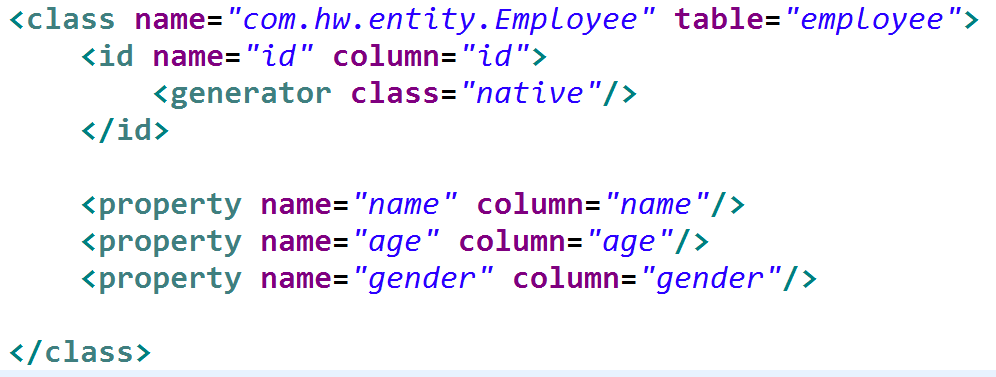 <class name="com.hw.entity.Employee" table="employee">
    <id name="id" column="id">
        <generator class="native"/>
    </id>

    <property name="name" column="name"/>
    <property name="age" column="age"/>
    <property name="gender" column="gender"/>

</class>